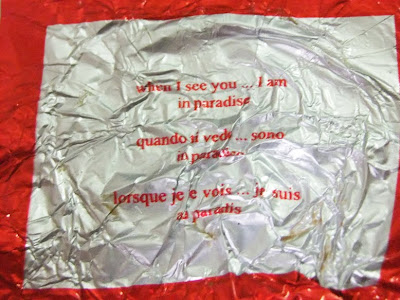 when I see you ... I am
in paradise
quando ti vedo ... sono
in paradiso
lorsque je te vois ... je suis
au paradis